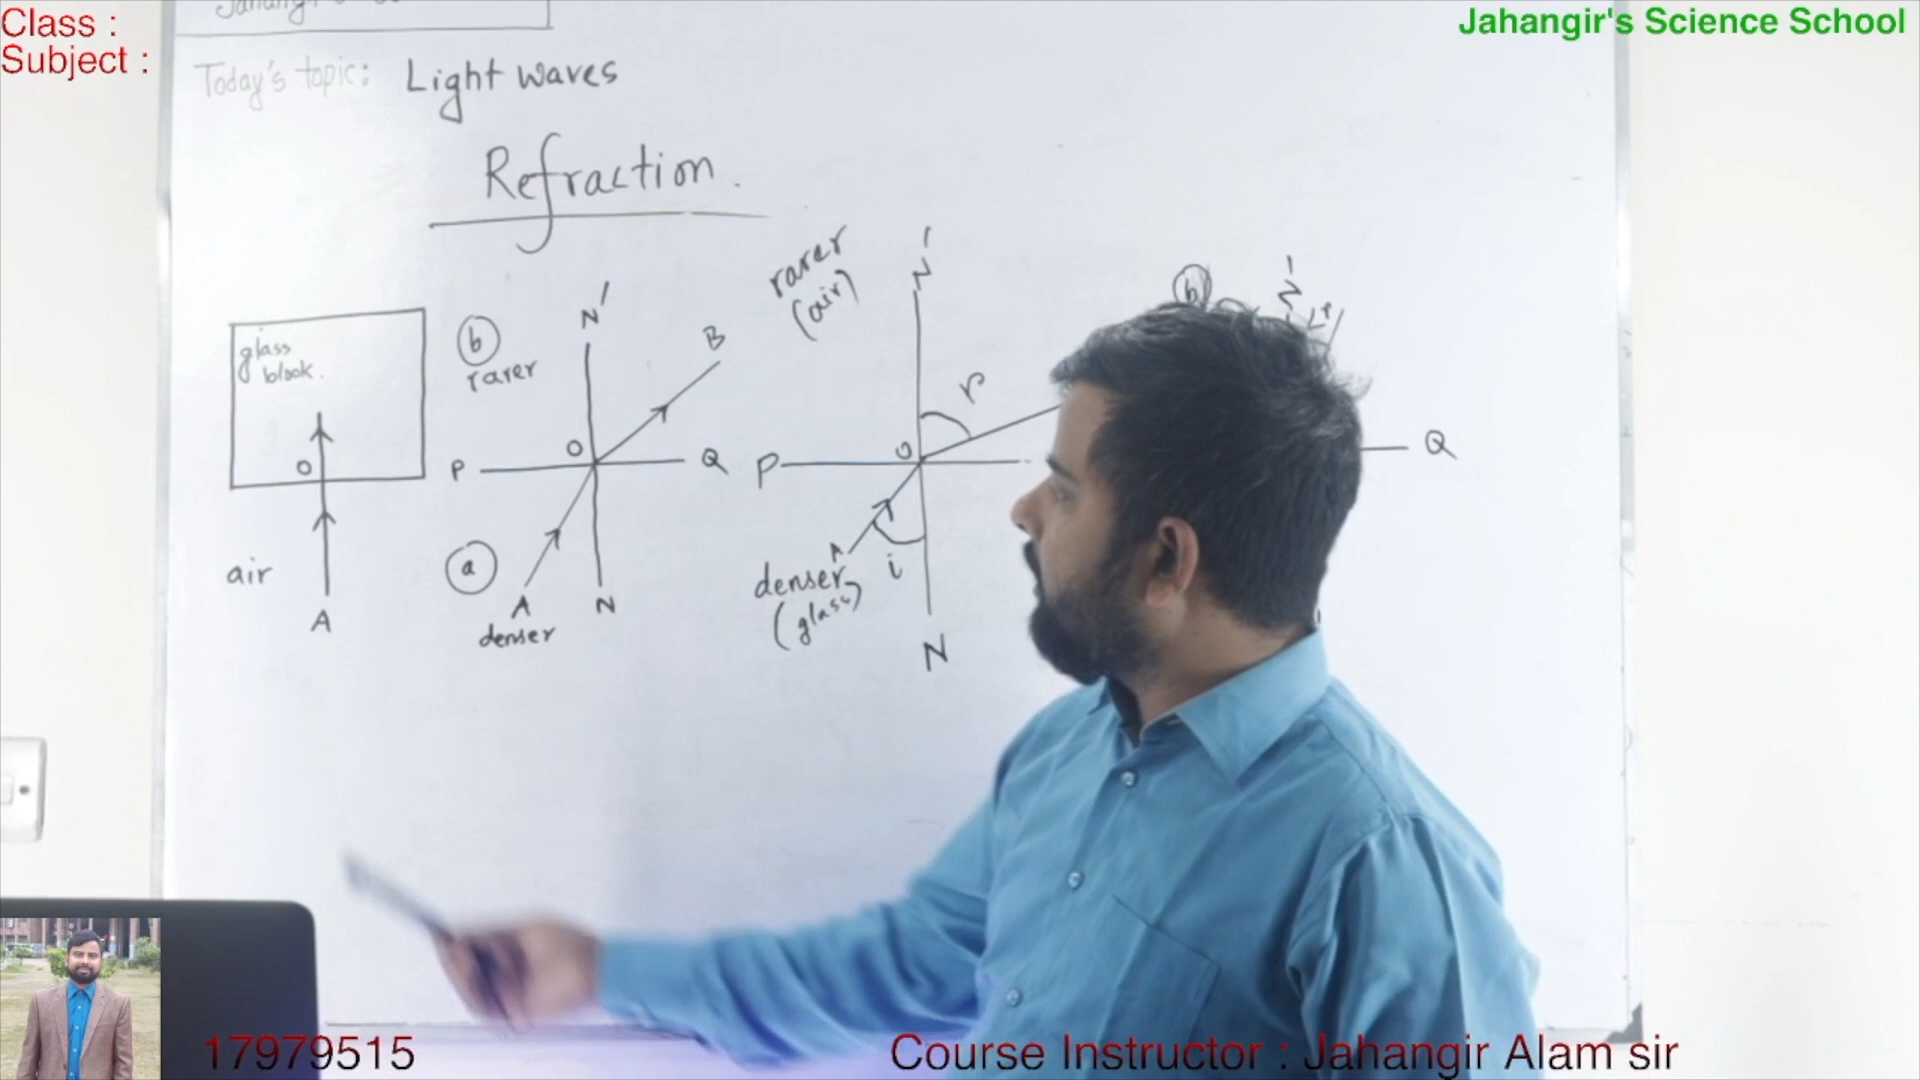 Class :
Subject :
Jahangir's Science School
Today's topic: Light waves
Refraction.
glass
block.
O
air
A
b
rarer
N'
B
O
P
Q
a
A
N
denser
rarer
(air)
N'
r
O
P
A
i
denser
(glass)
N
b
N'
Q
17979515
Course Instructor : Jahangir Alam sir